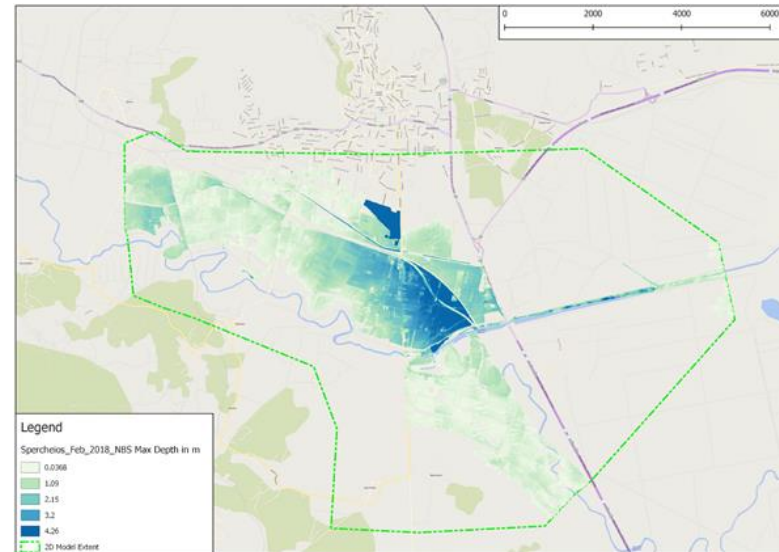 0 2000 4000 6000
Legend
Spercheios_Feb_2018_NBS Max Depth in m
0.0368
1.09
2.15
3.2
4.26
2D Model Extent